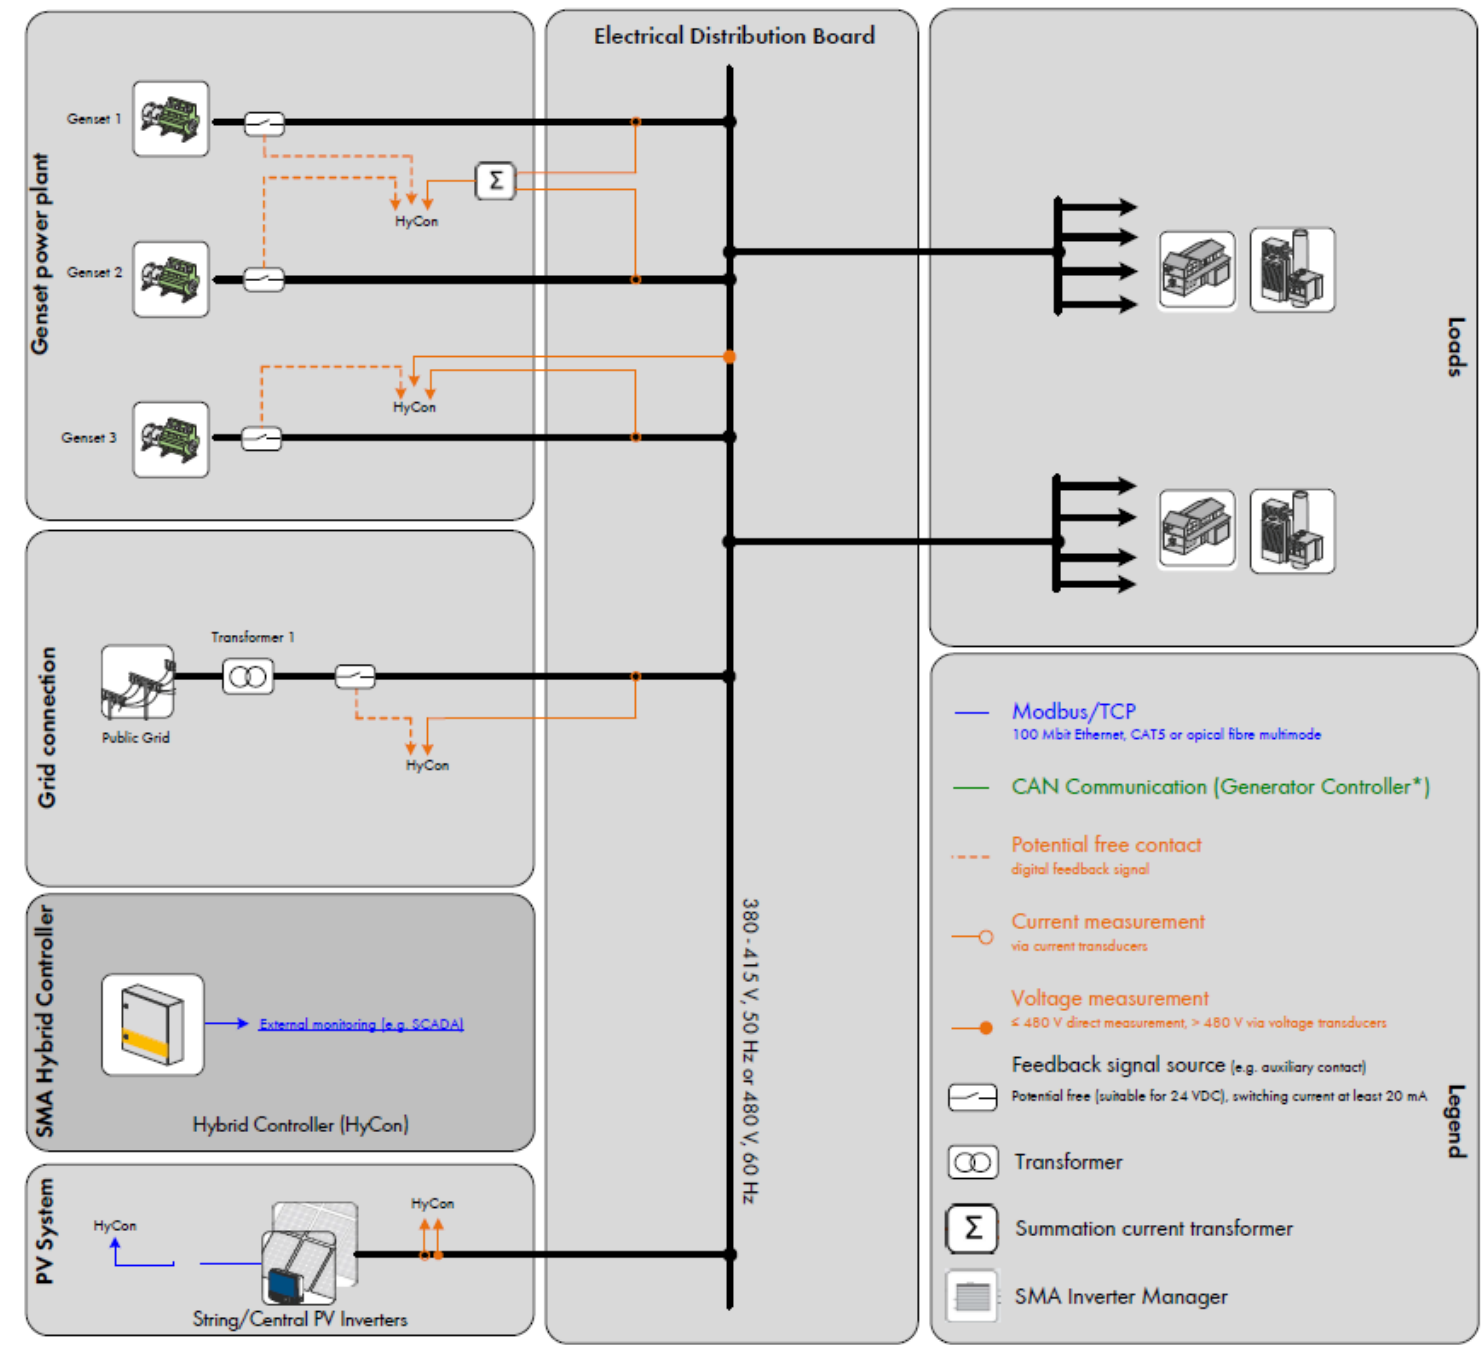 Electrical Distribution Board
Genset power plant
Genset 1
Σ
HyCon
Genset 2
HyCon
Genset 3
Loads
Grid connection
Transformer 1
Public Grid
HyCon
SMA Hybrid Controller
External monitoring (e.g. SCADA)
Hybrid Controller (HyCon)
PV System
HyCon
HyCon
String/Central PV Inverters
380 - 415 V, 50 Hz or 480 V, 60 Hz
Legend
Modbus/TCP
100 Mbit Ethernet, CAT5 or opical fibre multimode
CAN Communication (Generator Controller*)
Potential free contact
digital feedback signal
Current measurement
via current transducers
Voltage measurement
≤ 480 V direct measurement, > 480 V via voltage transducers
Feedback signal source (e.g. auxiliary contact)
Potential free (suitable for 24 VDC), switching current at least 20 mA
Transformer
Σ
Summation current transformer
SMA Inverter Manager